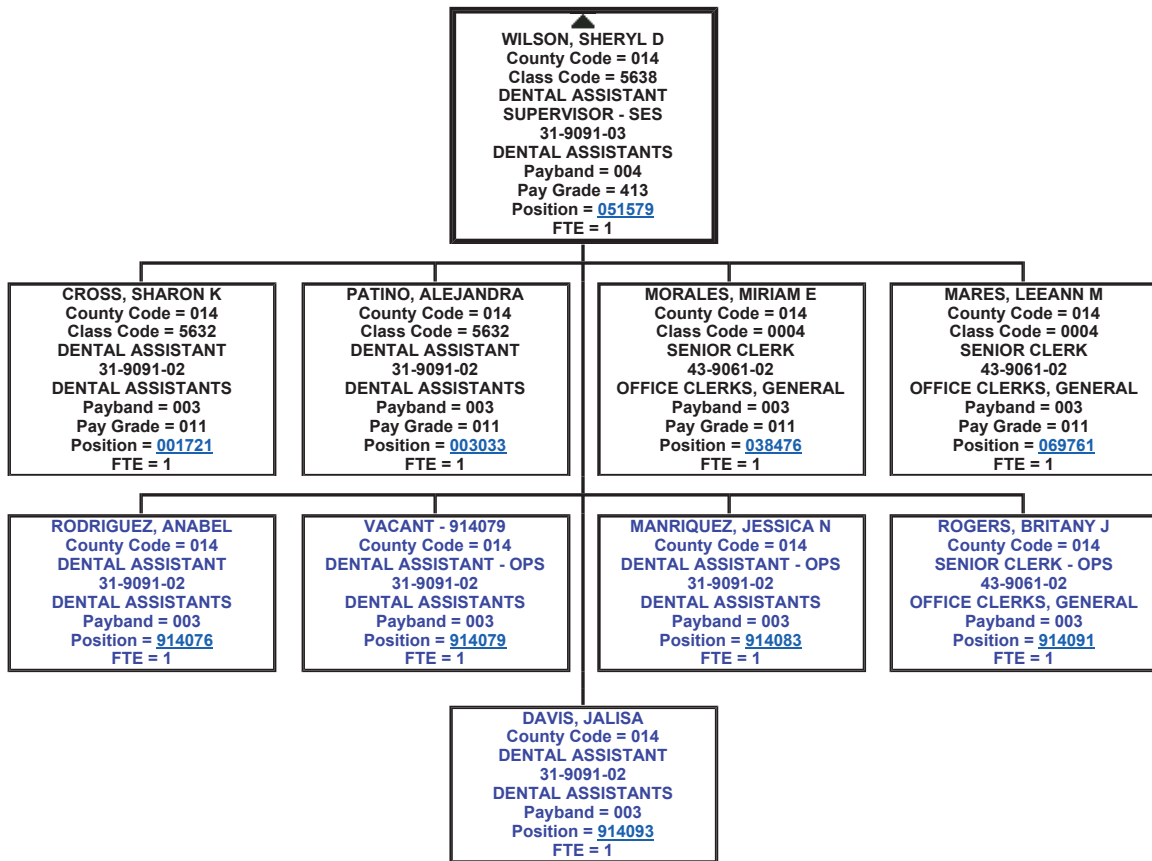 WILSON, SHERYL D
County Code = 014
Class Code = 5638
DENTAL ASSISTANT
SUPERVISOR - SES
31-9091-03
DENTAL ASSISTANTS
Payband = 004
Pay Grade = 413
Position = 051579
FTE = 1
CROSS, SHARON K
County Code = 014
Class Code = 5632
DENTAL ASSISTANT
31-9091-02
DENTAL ASSISTANTS
Payband = 003
Pay Grade = 011
Position = 001721
FTE = 1
PATINO, ALEJANDRA
County Code = 014
Class Code = 5632
DENTAL ASSISTANT
31-9091-02
DENTAL ASSISTANTS
Payband = 003
Pay Grade = 011
Position = 003033
FTE = 1
MORALES, MIRIAM E
County Code = 014
Class Code = 0004
SENIOR CLERK
43-9061-02
OFFICE CLERKS, GENERAL
Payband = 003
Pay Grade = 011
Position = 038476
FTE = 1
MARES, LEEANN M
County Code = 014
Class Code = 0004
SENIOR CLERK
43-9061-02
OFFICE CLERKS, GENERAL
Payband = 003
Pay Grade = 011
Position = 069761
FTE = 1
RODRIGUEZ, ANABEL
County Code = 014
DENTAL ASSISTANT
31-9091-02
DENTAL ASSISTANTS
Payband = 003
Position = 914076
FTE = 1
VACANT - 914079
County Code = 014
DENTAL ASSISTANT - OPS
31-9091-02
DENTAL ASSISTANTS
Payband = 003
Position = 914079
FTE = 1
MANRIQUEZ, JESSICA N
County Code = 014
DENTAL ASSISTANT - OPS
31-9091-02
DENTAL ASSISTANTS
Payband = 003
Position = 914083
FTE = 1
ROGERS, BRITANY J
County Code = 014
SENIOR CLERK - OPS
43-9061-02
OFFICE CLERKS, GENERAL
Payband = 003
Position = 914091
FTE = 1
DAVIS, JALISA
County Code = 014
DENTAL ASSISTANT
31-9091-02
DENTAL ASSISTANTS
Payband = 003
Position = 914093
FTE = 1